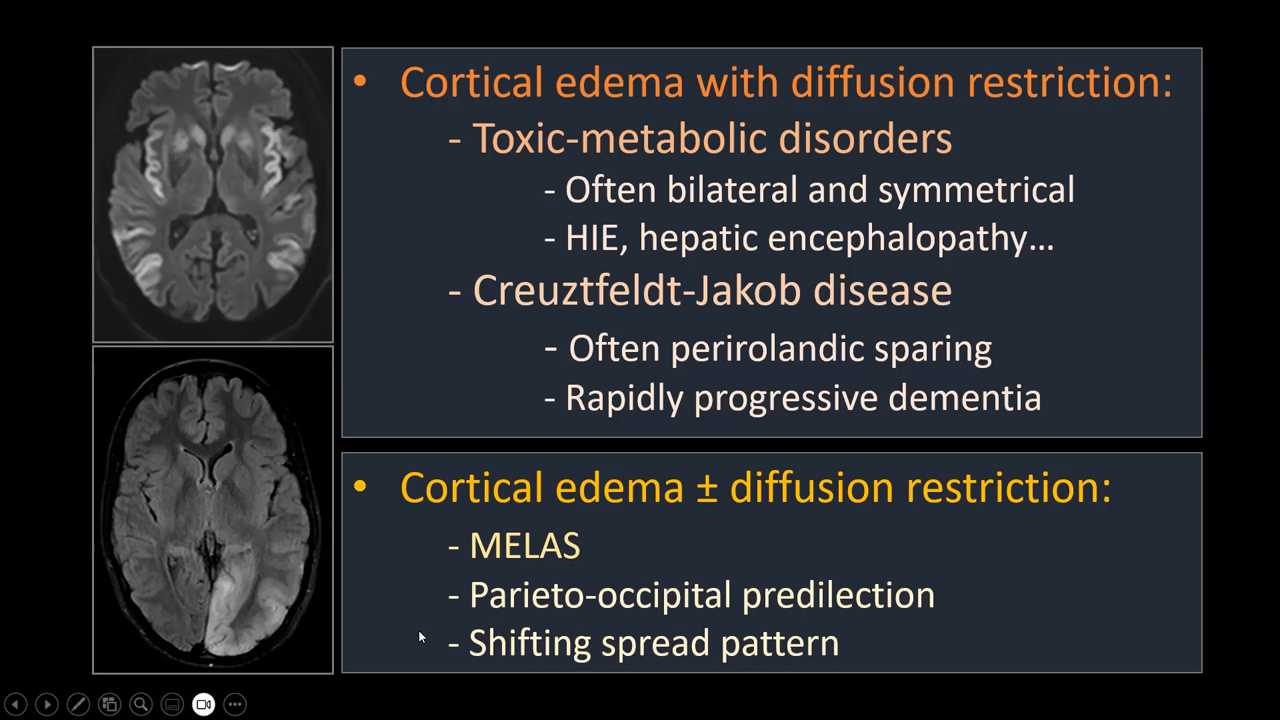 • Cortical edema with diffusion restriction:
- Toxic-metabolic disorders
- Often bilateral and symmetrical
- HIE, hepatic encephalopathy...
- Creuztfeldt-Jakob disease
- Often perirolandic sparing
- Rapidly progressive dementia
• Cortical edema ± diffusion restriction:
- MELAS
- Parieto-occipital predilection
- Shifting spread pattern